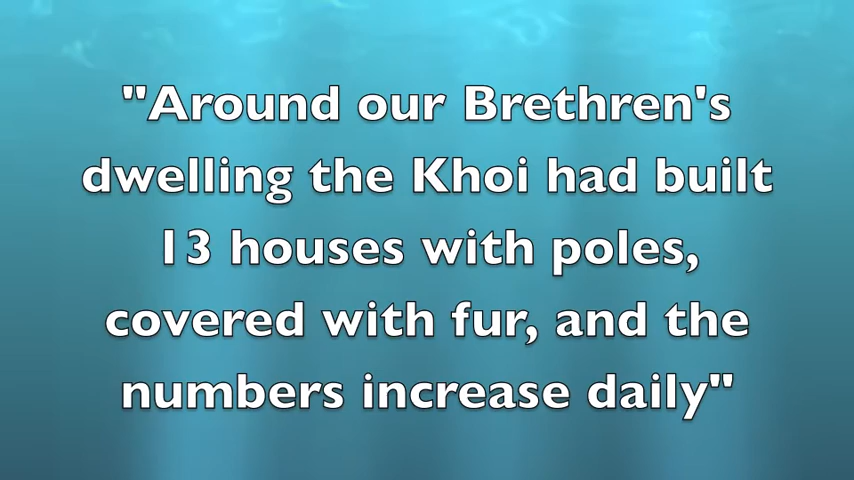 "Around our Brethren's
dwelling the Khoi had built
13 houses with poles,
covered with fur, and the
numbers increase daily"